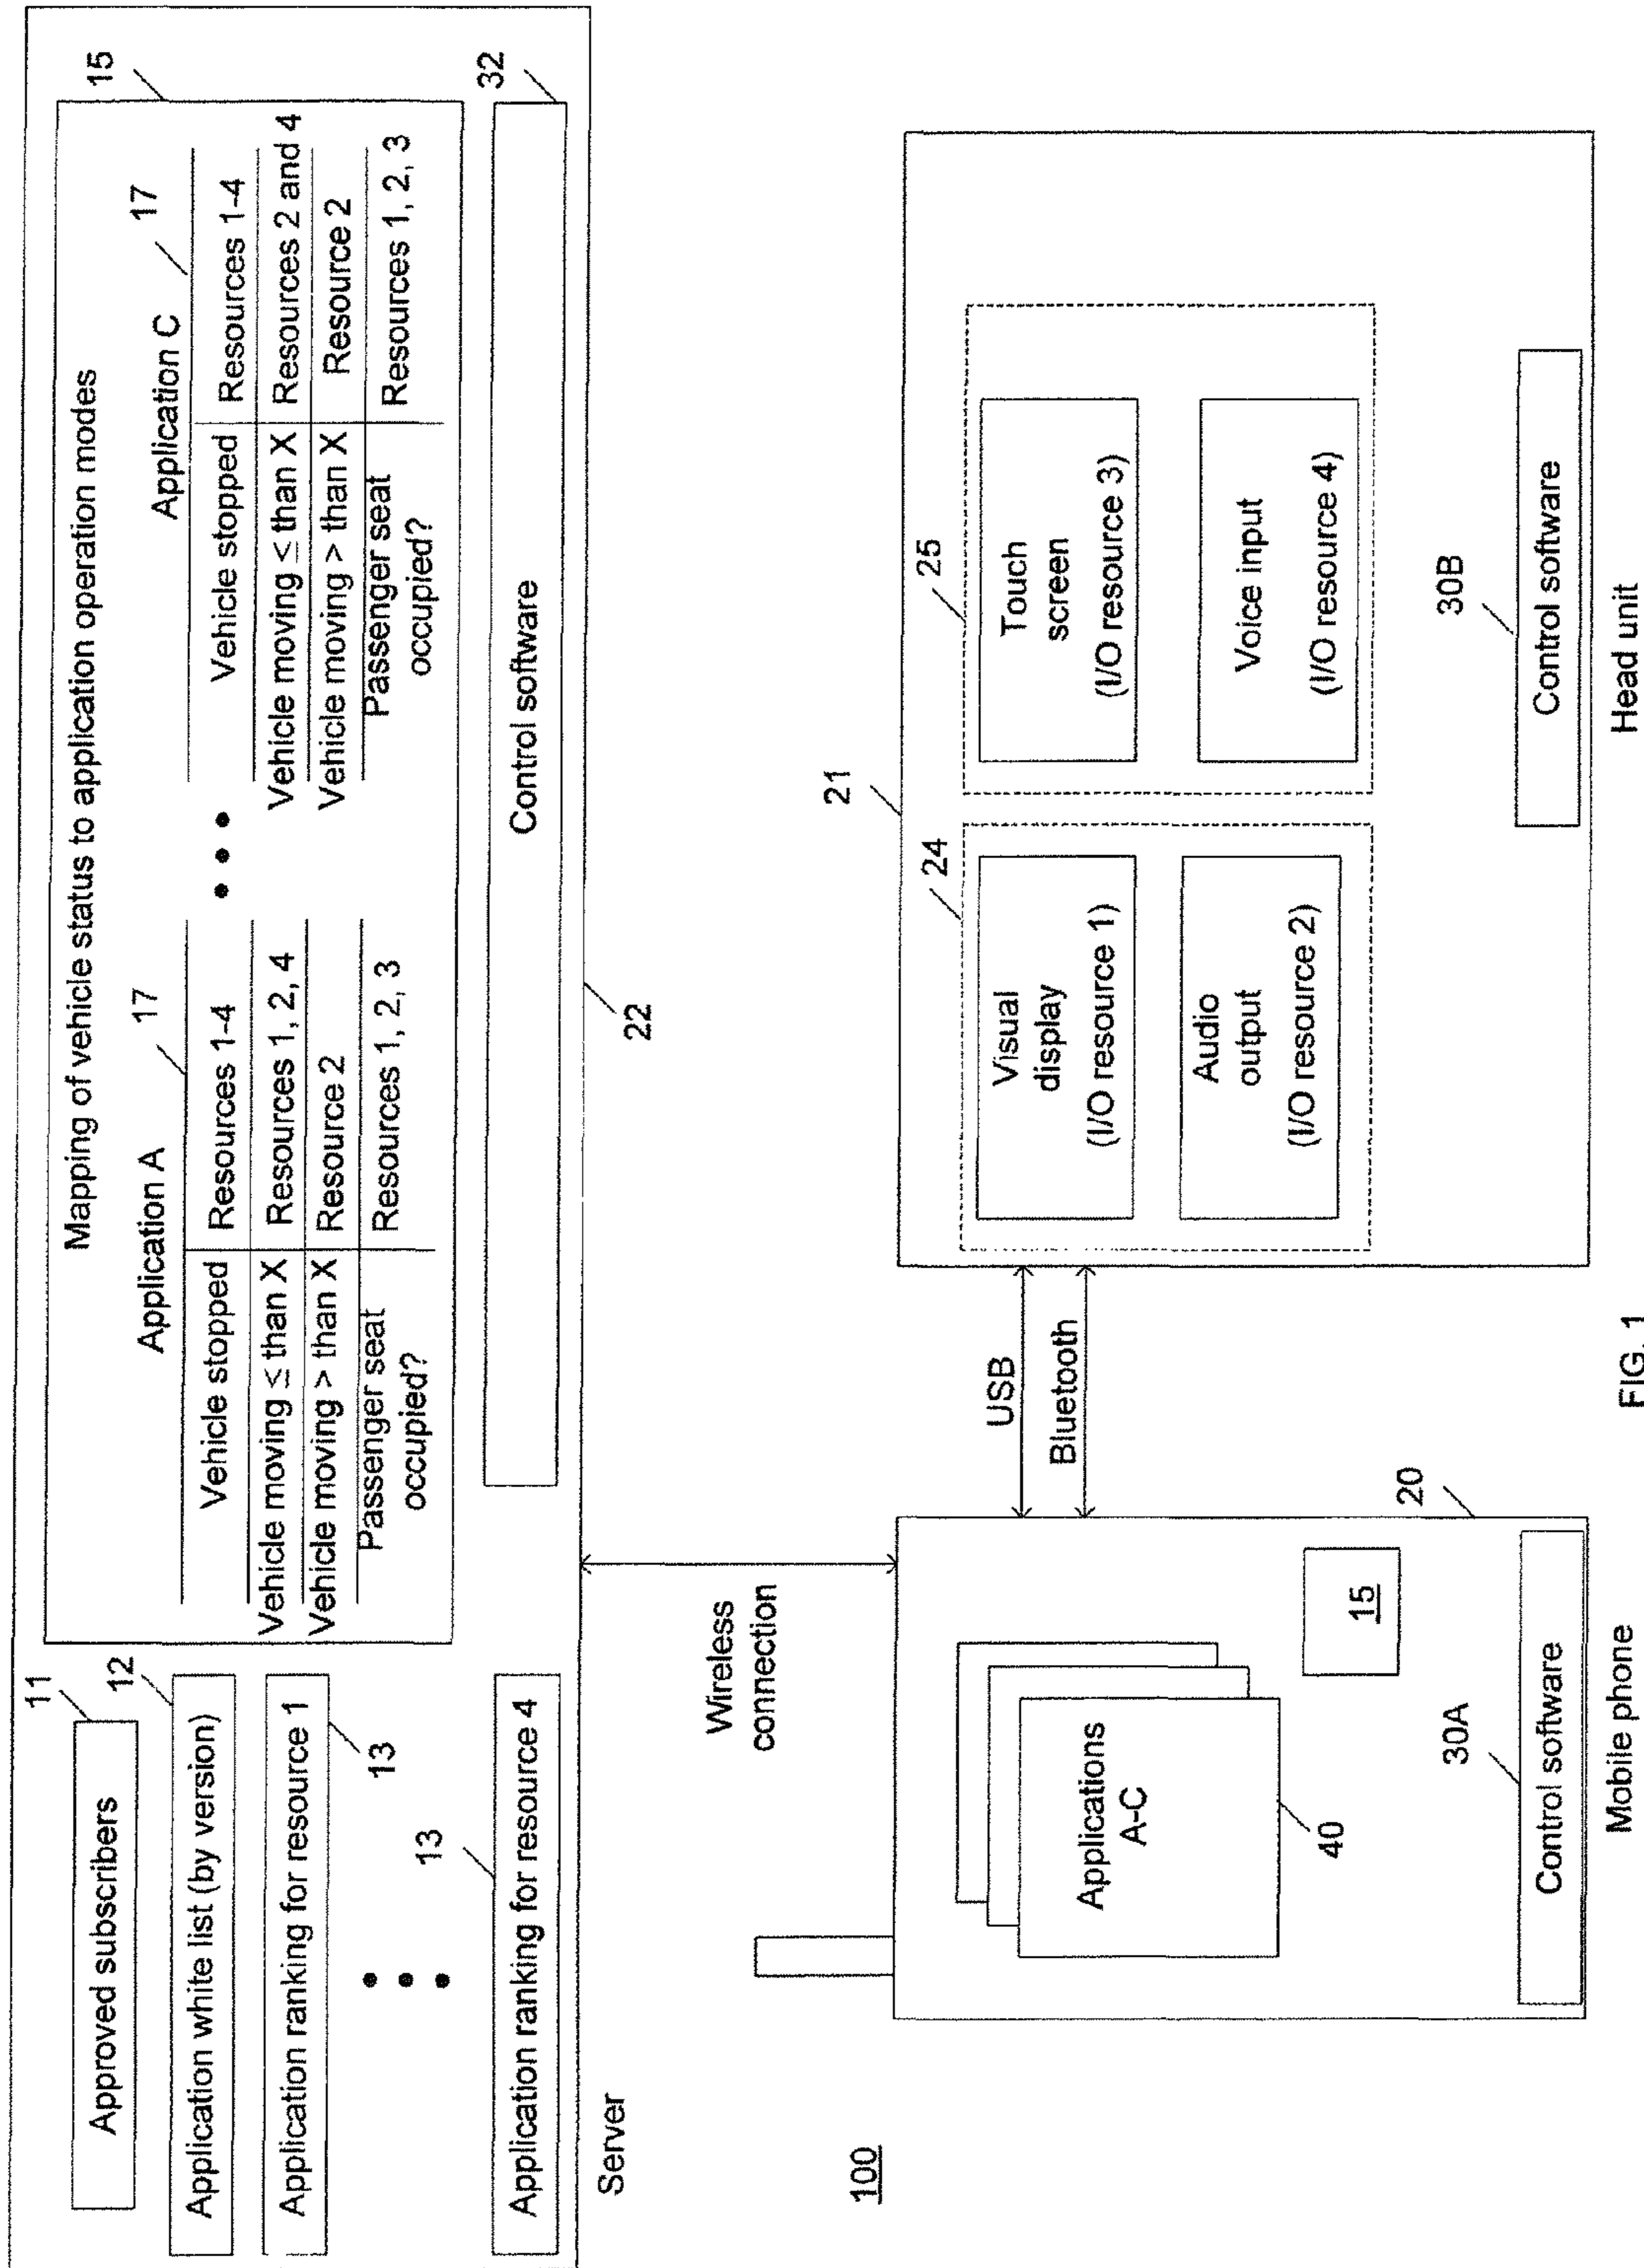 11
Approved subscribers
12
Application white list (by version)
Application ranking for resource 1
13
13
Application ranking for resource 4
Server
15
Mapping of vehicle status to application operation modes
Application A
17
Vehicle stopped Resources 1-4
Vehicle moving ≤ than X Resources 1, 2, 4
Vehicle moving > than X Resource 2
Passenger seat Resources 1, 2, 3
occupied?
Application C
17
Vehicle stopped Resources 1-4
Vehicle moving ≤ than X Resources 2 and 4
Vehicle moving > than X Resource 2
Passenger seat Resources 1, 2, 3
occupied?
32
Control software
22
100
Wireless
connection
Applications
A-C
40
15
20
30A
Control software
Mobile phone
USB
Bluetooth
21
24
Visual
display
(I/O resource 1)
Audio
output
(I/O resource 2)
25
Touch
screen
(I/O resource 3)
Voice input
(I/O resource 4)
30B
Control software
Head unit
FIG. 1